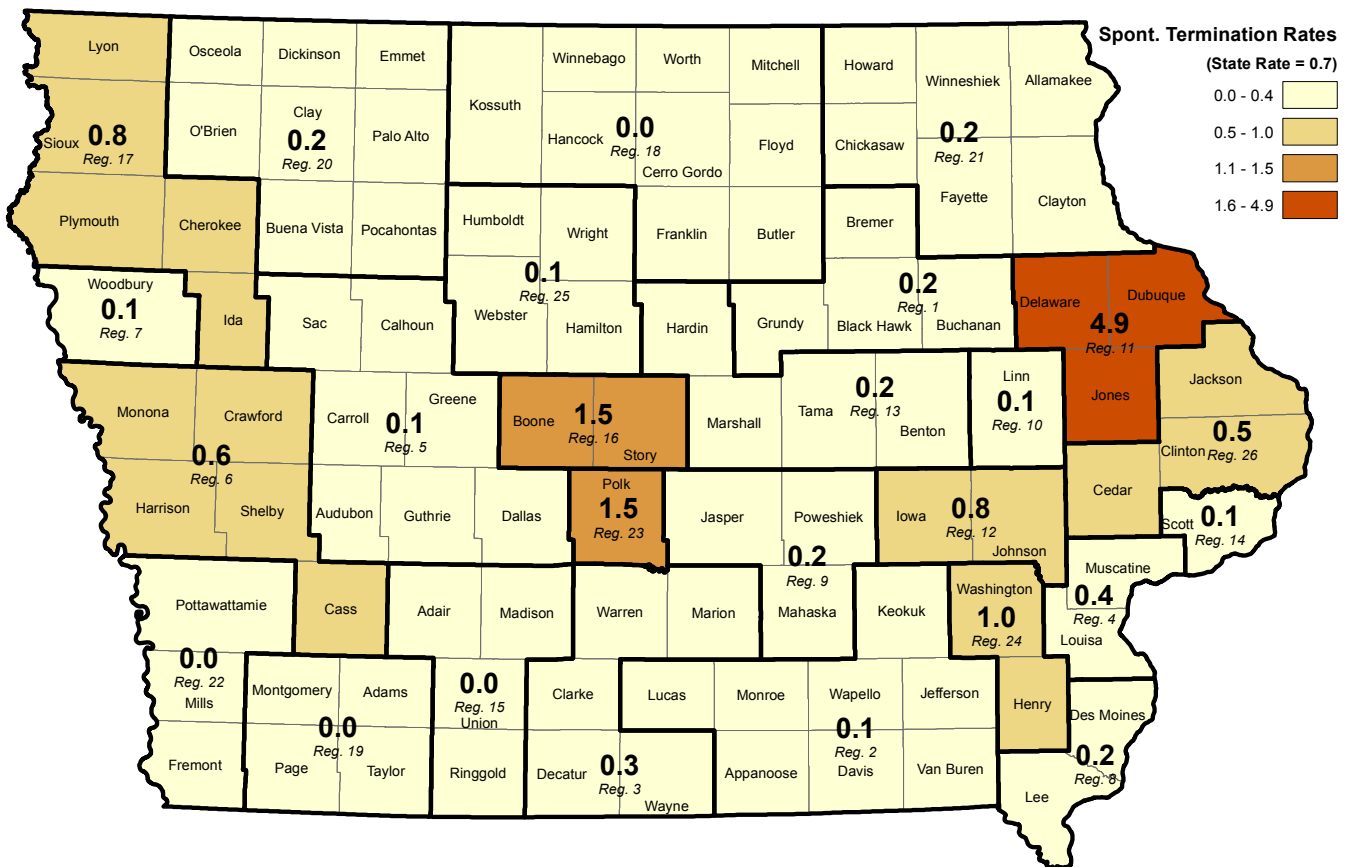 Spont. Termination Rates
(State Rate = 0.7)
0.0 - 0.4
0.5 - 1.0
1.1 - 1.5
1.6 - 4.9
Lyon
Osceola
Dickinson
Emmet
Winnebago
Worth
Mitchell
Howard
Winneshiek
Allamakee
Kossuth
Sioux
0.8
Reg. 17
O'Brien
Clay
0.2
Reg. 20
Palo Alto
Hancock
0.0
Reg. 18
Cerro Gordo
Floyd
Chickasaw
0.2
Reg. 21
Fayette
Clayton
Plymouth
Cherokee
Buena Vista
Pocahontas
Humboldt
Wright
Franklin
Butler
Bremer
Woodbury
0.1
Reg. 7
Ida
Sac
Calhoun
0.1
Reg. 25
Webster
Hamilton
Hardin
Grundy
0.2
Reg. 1
Black Hawk
Buchanan
Delaware
Dubuque
4.9
Reg. 11
Jones
Jackson
Monona
Crawford
0.6
Reg. 6
Harrison
Shelby
Carroll
Greene
0.1
Reg. 5
Boone
1.5
Reg. 16
Story
Marshall
Tama
0.2
Reg. 13
Benton
Linn
0.1
Reg. 10
Clinton
0.5
Reg. 26
Cedar
Audubon
Guthrie
Dallas
Polk
1.5
Reg. 23
Jasper
Poweshiek
0.2
Reg. 9
Iowa
0.8
Reg. 12
Johnson
Scott
0.1
Reg. 14
Muscatine
0.4
Reg. 4
Louisa
Pottawattamie
Cass
Adair
Madison
Warren
Marion
Mahaska
Keokuk
Washington
1.0
Reg. 24
0.0
Reg. 22
Mills
Montgomery
Adams
0.0
Reg. 19
Page
Taylor
0.0
Reg. 15
Union
Clarke
Lucas
Monroe
Wapello
Jefferson
Henry
Des Moines
0.2
Reg. 8
Fremont
Ringgold
Decatur
0.3
Reg. 3
Wayne
Appanoose
0.1
Reg. 2
Davis
Van Buren
Lee